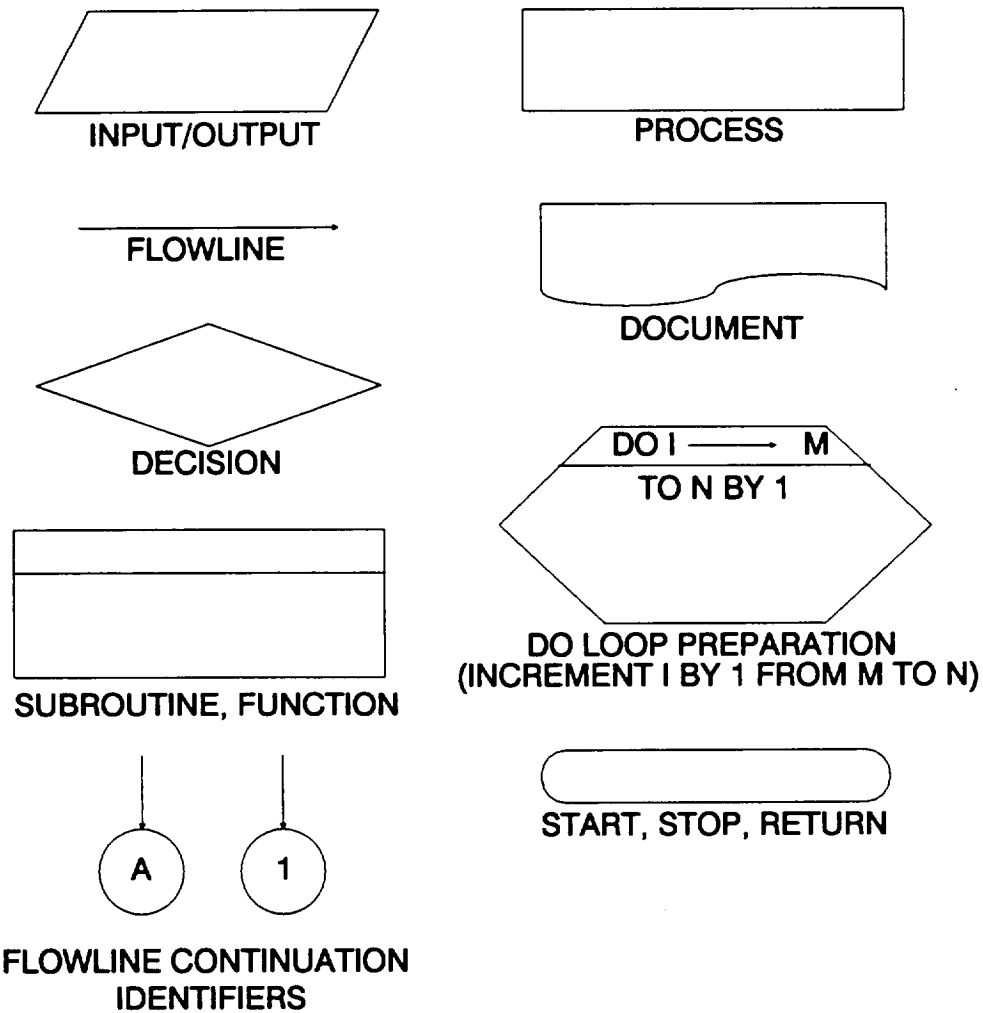 INPUT/OUTPUT
PROCESS
FLOWLINE
DOCUMENT
DECISION
DO I M
TO N BY 1
SUBROUTINE, FUNCTION
DO LOOP PREPARATION
(INCREMENT I BY 1 FROM M TO N)
START, STOP, RETURN
A
1
FLOWLINE CONTINUATION
IDENTIFIERS